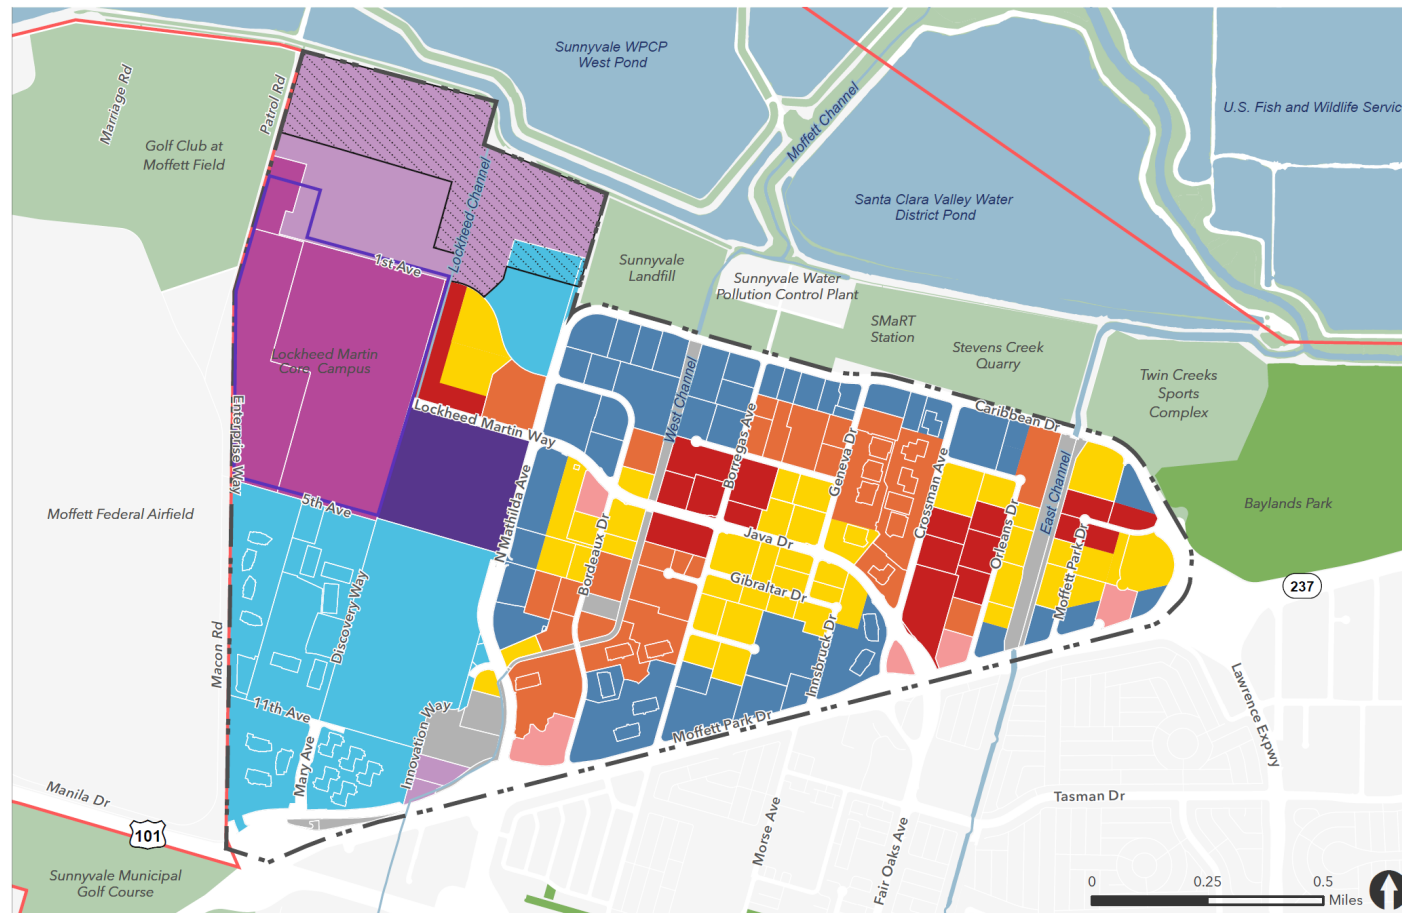 Sunnyvale WPCP
West Pond
Marriage Rd
Patrol Rd
Moffett Channel
U.S. Fish and Wildlife Servic
Golf Club at
Moffett Field
Santa Clara Valley Water
District Pond
Lockheed Channel
1st Ave
Sunnyvale
Landfill
Sunnyvale Water
Pollution Control Plant
SMaRT
Station
Stevens Creek
Quarry
Twin Creeks
Sports
Complex
Lockheed Martin
Core Campus
West Channel
Caribbean Dr
Lockheed Martin Way
Enterprise Way
Borregas Ave
Geneva Dr
Crossman Ave
East Channel
Baylands Park
Moffett Federal Airfield
5th Ave
N Mathilda Ave
Bordeaux Dr
Java Dr
Orleans Dr
Moffett Park Dr
Gibraltar Dr
237
Discovery Way
Macon Rd
Innsbruck Dr
Lawrence Expwy
11th Ave
Mary Ave
Innovation Way
Moffett Park Dr
Manila Dr
101
Tasman Dr
Morse Ave
Fair Oaks Ave
Sunnyvale Municipal
Golf Course
0 0.25 0.5
Miles